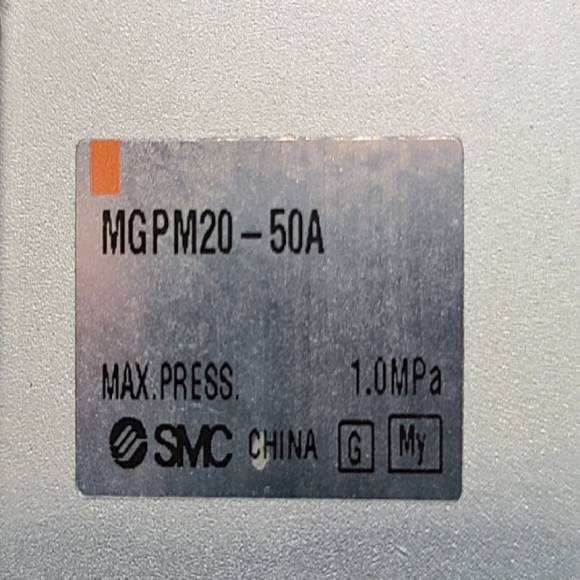 MGPM20-50A
MAX.PRESS. 1.0MPa
SMC CHINA G My